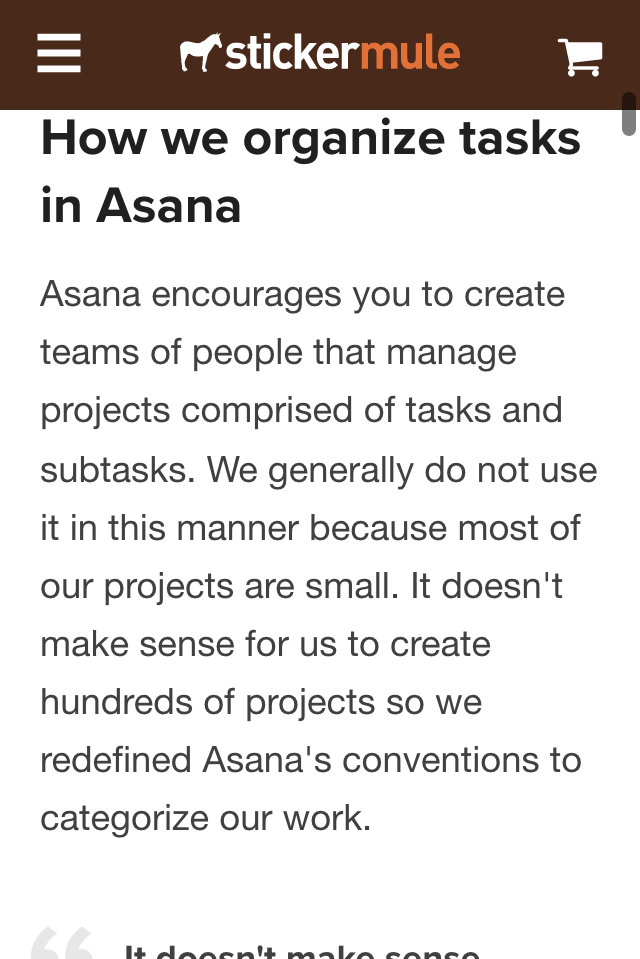 stickermule
How we organize tasks
in Asana
Asana encourages you to create
teams of people that manage
projects comprised of tasks and
subtasks. We generally do not use
it in this manner because most of
our projects are small. It doesn't
make sense for us to create
hundreds of projects so we
redefined Asana's conventions to
categorize our work.
“ It doesn't make sense